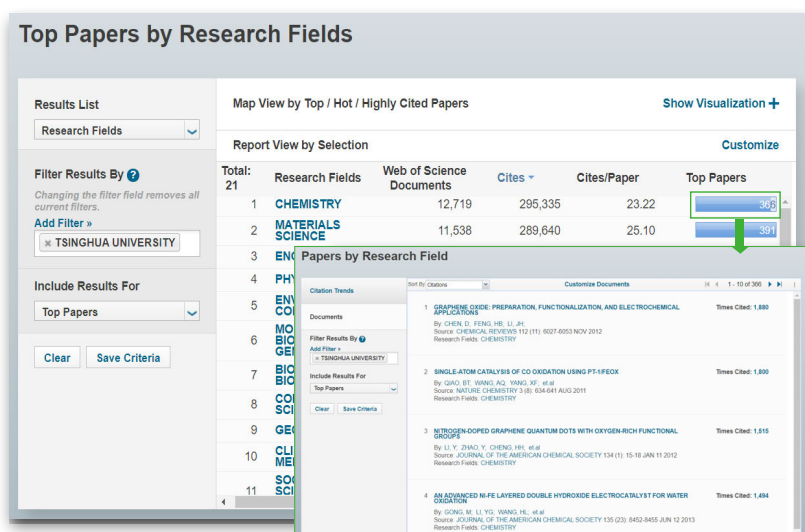 Top Papers by Research Fields
Results List
Research Fields
Filter Results By ?
Changing the filter field removes all
current filters.
Add Filter »
× TSINGHUA UNIVERSITY
Include Results For
Top Papers
Clear Save Criteria
Map View by Top / Hot / Highly Cited Papers Show Visualization +
Report View by Selection Customize
Total:
21 Research Fields Web of Science
Documents Cites Cites/Paper Top Papers
1 CHEMISTRY 12,719 295,335 23.22 366
2 MATERIALS
SCIENCE 11,538 289,640 25.10 391
3
4
5
6
7
8
9
10
11
Papers by Research Field
Citation Trends
Documents
Filter Results By ?
Add Filter »
× TSINGHUA UNIVERSITY
Include Results For
Top Papers
Clear Save Criteria
Sort By: Citations Customize Documents 1 - 10 of 366
1 GRAPHENE OXIDE: PREPARATION, FUNCTIONALIZATION, AND ELECTROCHEMICAL Times Cited: 1,880
APPLICATIONS
By: CHEN, D; FENG, HB; LI, JH;
Source: CHEMICAL REVIEWS 112 (11) 6027-6053 NOV 2012
Research Fields: CHEMISTRY
2 SINGLE-ATOM CATALYSIS OF CO OXIDATION USING PT-1/FEOX Times Cited: 1,800
By: QIAO, BT; WANG, AQ; YANG, XF; et.al
Source: NATURE CHEMISTRY 3 (8): 634-641 AUG 2011
Research Fields: CHEMISTRY
3 NITROGEN-DOPED GRAPHENE QUANTUM DOTS WITH OXYGEN-RICH FUNCTIONAL Times Cited: 1,515
GROUPS
By: LI, Y; ZHAO, Y; CHENG, HH; et.al
Source: JOURNAL OF THE AMERICAN CHEMICAL SOCIETY 134 (1): 15-18 JAN 11 2012
Research Fields: CHEMISTRY
4 AN ADVANCED NI-FE LAYERED DOUBLE HYDROXIDE ELECTROCATALYST FOR WATER Times Cited: 1,494
OXIDATION
By: GONG, M; LI, YG; WANG, HL; et.al
Source: JOURNAL OF THE AMERICAN CHEMICAL SOCIETY 135 (23): 8452-8455 JUN 12 2013
Research Fields: CHEMISTRY